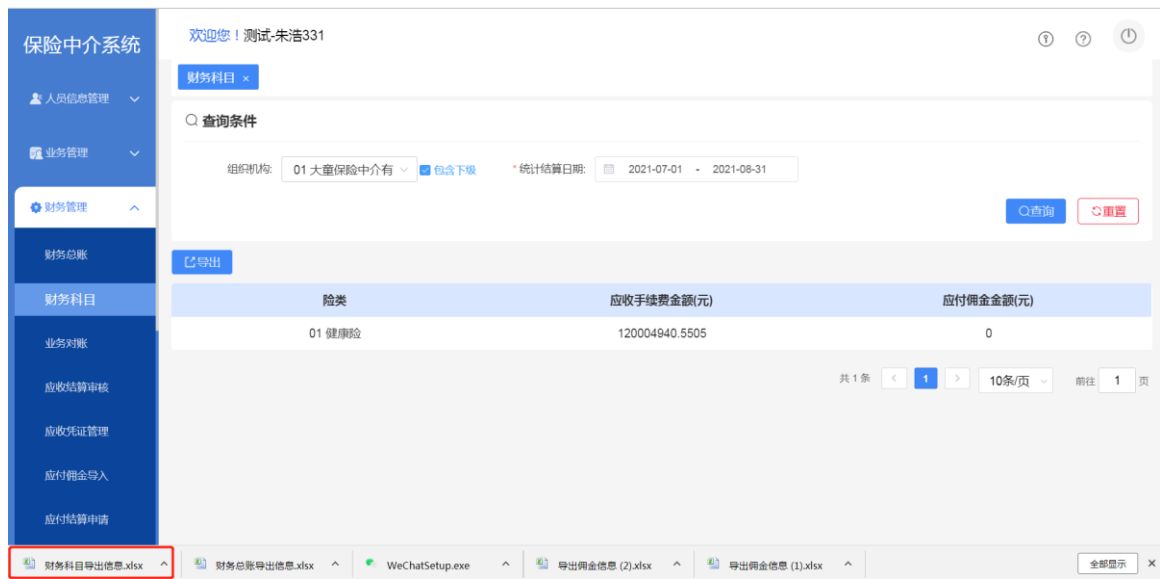 保险中介系统
欢迎您！测试-朱浩331
人员信息管理
业务管理
财务管理
财务总账
财务科目
业务对账
应收结算审核
应收凭证管理
应付佣金导入
应付结算申请
财务科目 ×
查询条件
组织机构: 01 大童保险中介有 包含下级 *统计结算日期: 2021-07-01 - 2021-08-31
查询 重置
导出
险类 应收手续费金额(元) 应付佣金金额(元)
01 健康险 120004940.5505 0
共 1 条 < 1 > 10条/页 前往 1 页
财务科目导出信息.xlsx 财务总账导出信息.xlsx WeChatSetup.exe 导出佣金信息 (2).xlsx 导出佣金信息 (1).xlsx 全部显示 ×